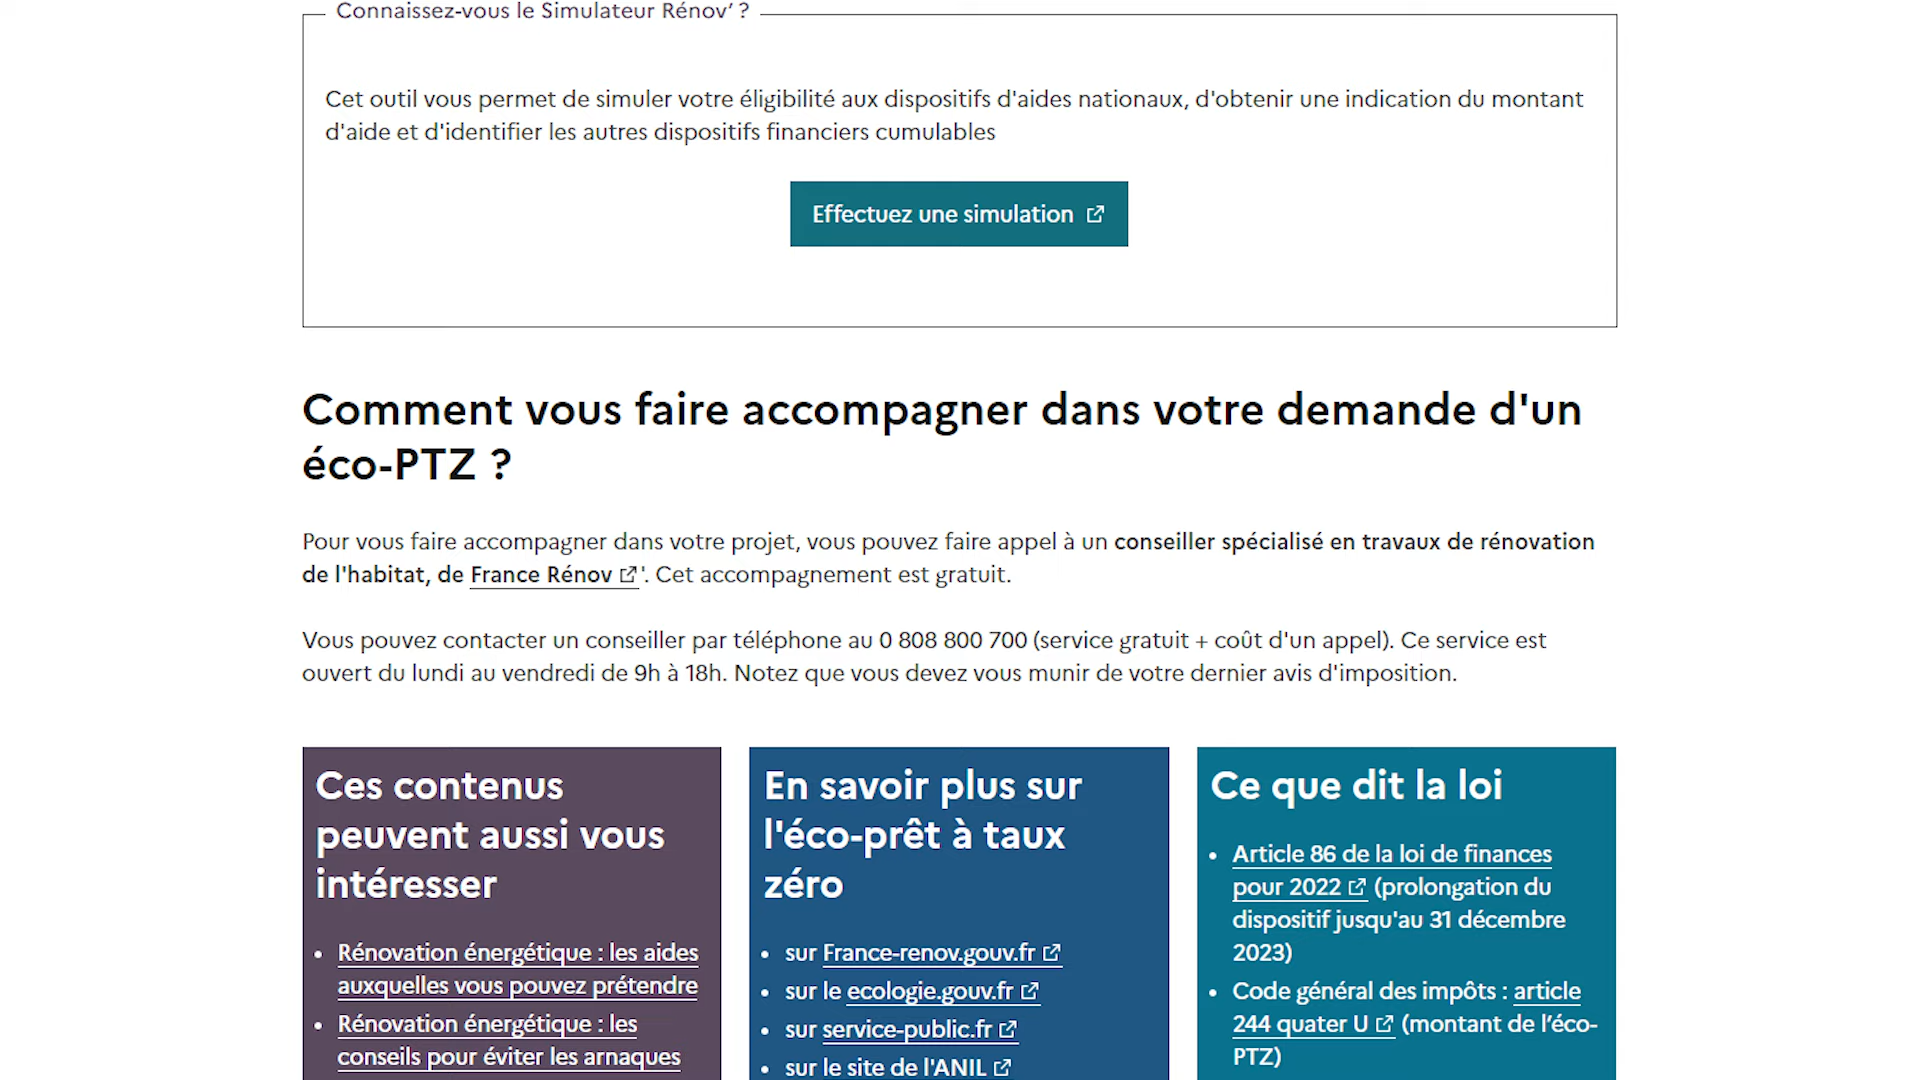 Connaissez-vous le Simulateur Rénov’ ?
Cet outil vous permet de simuler votre éligibilité aux dispositifs d'aides nationaux, d'obtenir une indication du montant
d'aide et d'identifier les autres dispositifs financiers cumulables
Effectuez une simulation
Comment vous faire accompagner dans votre demande d'un
éco-PTZ ?
Pour vous faire accompagner dans votre projet, vous pouvez faire appel à un conseiller spécialisé en travaux de rénovation
de l'habitat, de France Rénov '. Cet accompagnement est gratuit.
Vous pouvez contacter un conseiller par téléphone au 0 808 800 700 (service gratuit + coût d'un appel). Ce service est
ouvert du lundi au vendredi de 9h à 18h. Notez que vous devez vous munir de votre dernier avis d'imposition.
Ces contenus
peuvent aussi vous
intéresser
• Rénovation énergétique : les aides
auxquelles vous pouvez prétendre
• Rénovation énergétique : les
conseils pour éviter les arnaques
En savoir plus sur
l'éco-prêt à taux
zéro
• sur France-renov.gouv.fr
• sur le ecologie.gouv.fr
• sur service-public.fr
• sur le site de l'ANIL
Ce que dit la loi
• Article 86 de la loi de finances
pour 2022 (prolongation du
dispositif jusqu'au 31 décembre
2023)
• Code général des impôts : article
244 quater U (montant de l’éco-
PTZ)